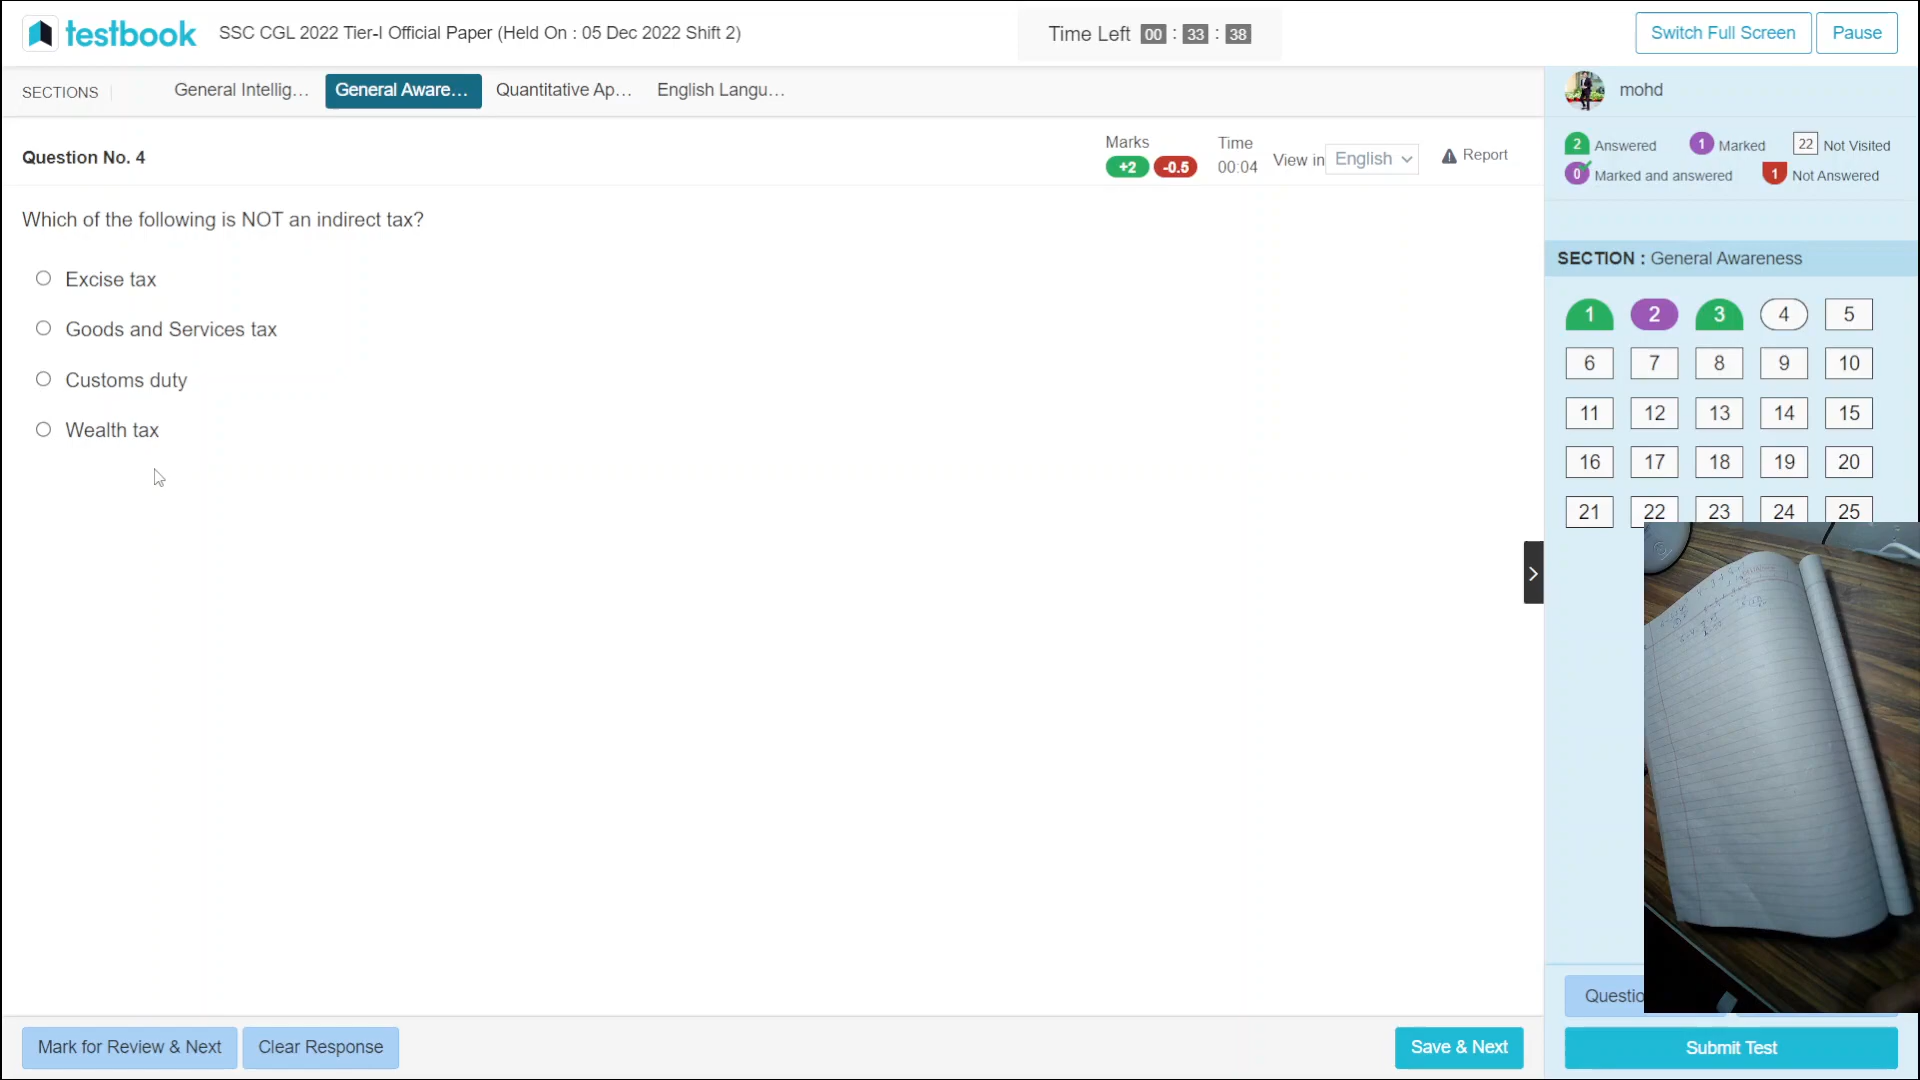 testbook
SSC CGL 2022 Tier-I Official Paper (Held On : 05 Dec 2022 Shift 2)
Time Left 00 : 33 : 38
Switch Full Screen
Pause
SECTIONS
General Intellig...
General Aware...
Quantitative Ap...
English Langu...
mohd
Question No. 4
Marks
+2 -0.5
Time
00:04
View in English
Report
2 Answered
1 Marked
22 Not Visited
0 Marked and answered
1 Not Answered
Which of the following is NOT an indirect tax?
Excise tax
Goods and Services tax
Customs duty
Wealth tax
SECTION : General Awareness
1 2 3 4 5
6 7 8 9 10
11 12 13 14 15
16 17 18 19 20
21 22 23 24 25
Questio
Mark for Review & Next
Clear Response
Save & Next
Submit Test